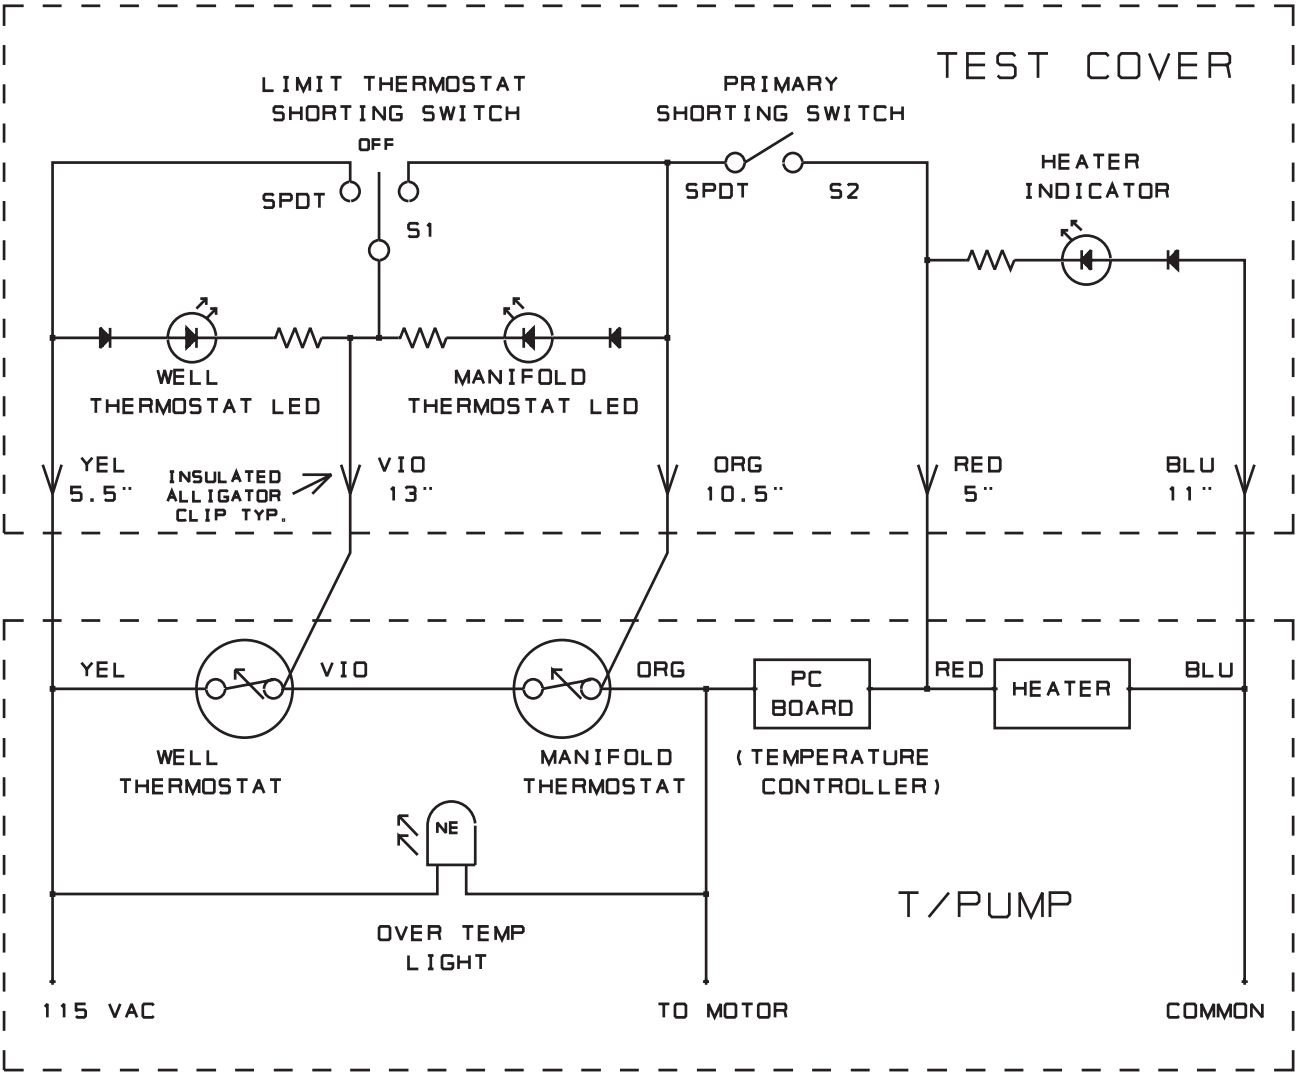 TEST COVER
LIMIT THERMOSTAT
SHORTING SWITCH
OFF
SPDT
S1
PRIMARY
SHORTING SWITCH
SPDT
S2
HEATER
INDICATOR
WELL
THERMOSTAT LED
MANIFOLD
THERMOSTAT LED
YEL
5.5"
INSULATED
ALLIGATOR
CLIP TYP.
VIO
13"
ORG
10.5"
RED
5"
BLU
11"
YEL
VIO
ORG
PC
BOARD
RED
HEATER
BLU
WELL
THERMOSTAT
MANIFOLD
THERMOSTAT
(TEMPERATURE
CONTROLLER)
NE
OVER TEMP
LIGHT
T/PUMP
115 VAC
TO MOTOR
COMMON